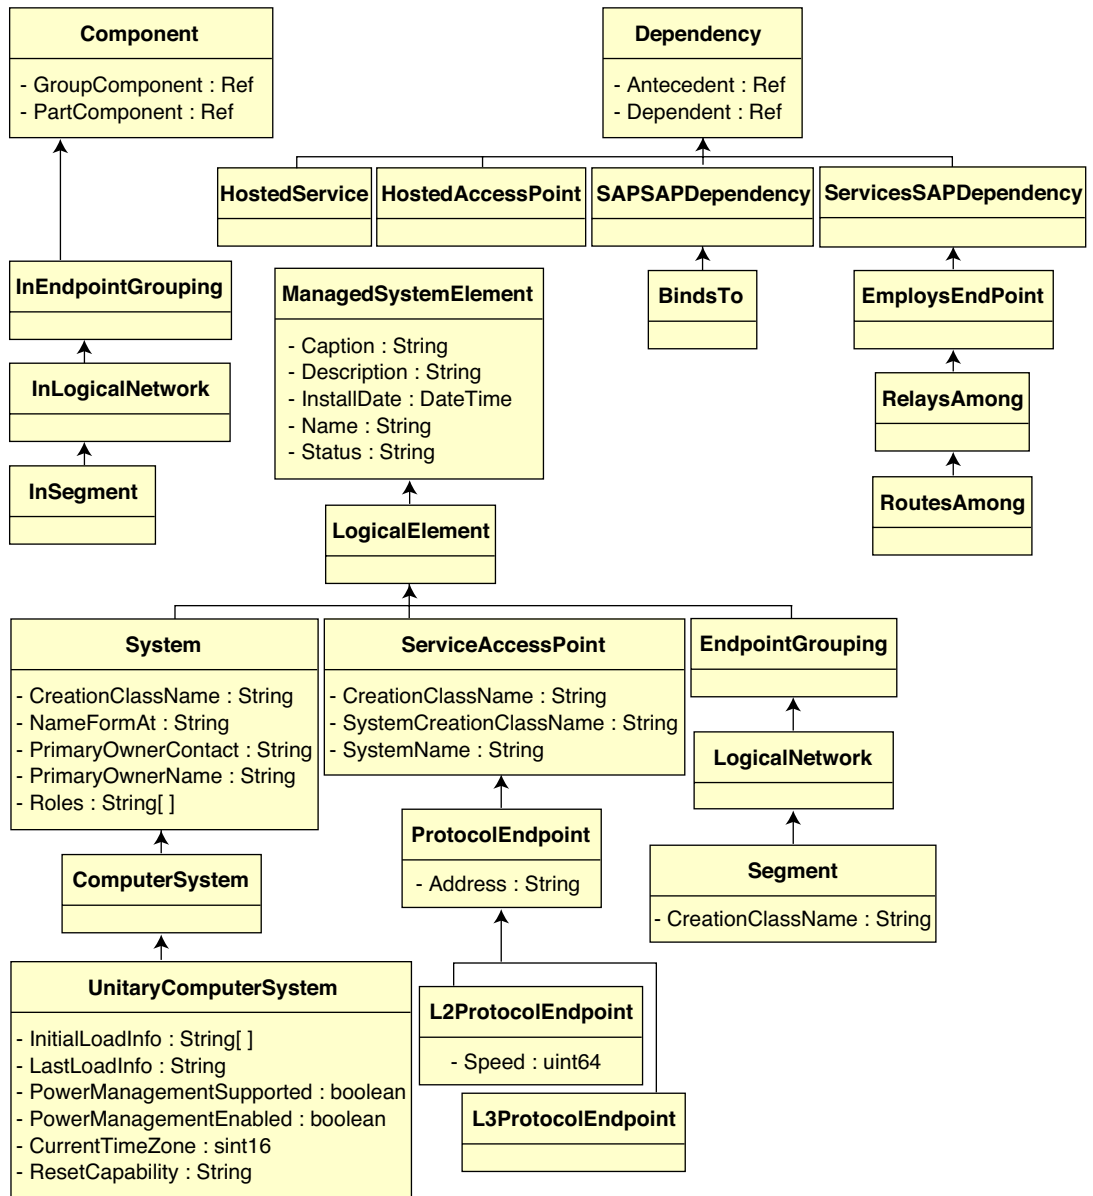 Component
- GroupComponent : Ref
- PartComponent : Ref
Dependency
- Antecedent : Ref
- Dependent : Ref
HostedService
HostedAccessPoint
SAPSAPDependency
ServicesSAPDependency
InEndpointGrouping
InLogicalNetwork
InSegment
ManagedSystemElement
- Caption : String
- Description : String
- InstallDate : DateTime
- Name : String
- Status : String
BindsTo
EmploysEndPoint
RelaysAmong
RoutesAmong
LogicalElement
System
- CreationClassName : String
- NameFormAt : String
- PrimaryOwnerContact : String
- PrimaryOwnerName : String
- Roles : String[ ]
ServiceAccessPoint
- CreationClassName : String
- SystemCreationClassName : String
- SystemName : String
EndpointGrouping
LogicalNetwork
Segment
- CreationClassName : String
ComputerSystem
ProtocolEndpoint
- Address : String
UnitaryComputerSystem
- InitialLoadInfo : String[ ]
- LastLoadInfo : String
- PowerManagementSupported : boolean
- PowerManagementEnabled : boolean
- CurrentTimeZone : sint16
- ResetCapability : String
L2ProtocolEndpoint
- Speed : uint64
L3ProtocolEndpoint